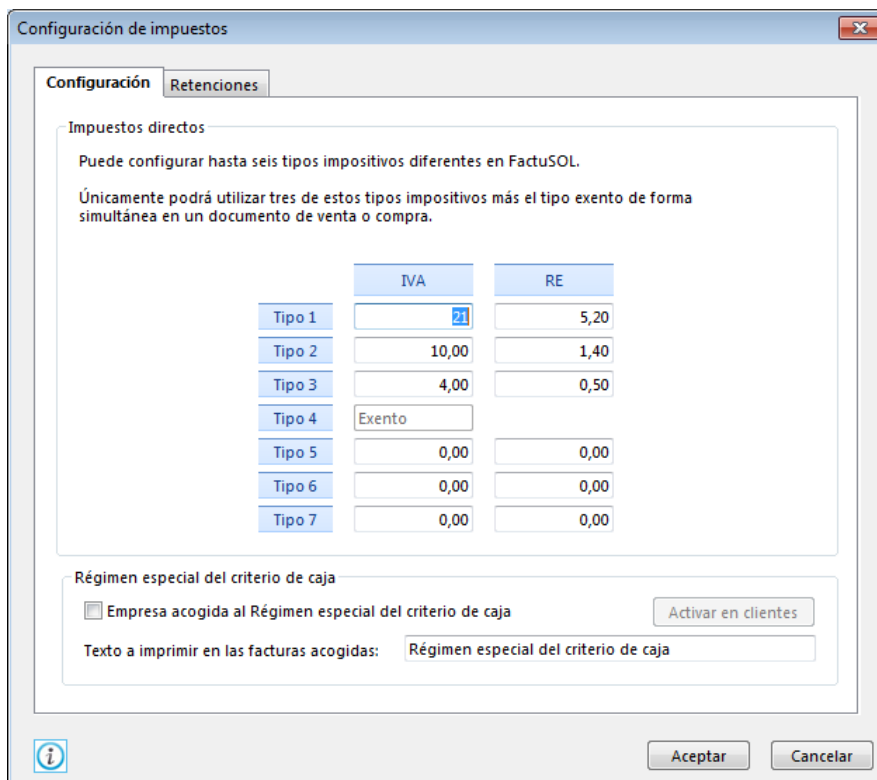 Configuración de impuestos
Configuración
Retenciones
Impuestos directos
Puede configurar hasta seis tipos impositivos diferentes en FactuSOL.
Únicamente podrá utilizar tres de estos tipos impositivos más el tipo exento de forma
simultánea en un documento de venta o compra.
IVA RE
Tipo 1 21 5,20
Tipo 2 10,00 1,40
Tipo 3 4,00 0,50
Tipo 4 Exento
Tipo 5 0,00 0,00
Tipo 6 0,00 0,00
Tipo 7 0,00 0,00
Régimen especial del criterio de caja
Empresa acogida al Régimen especial del criterio de caja Activar en clientes
Texto a imprimir en las facturas acogidas: Régimen especial del criterio de caja
Aceptar Cancelar